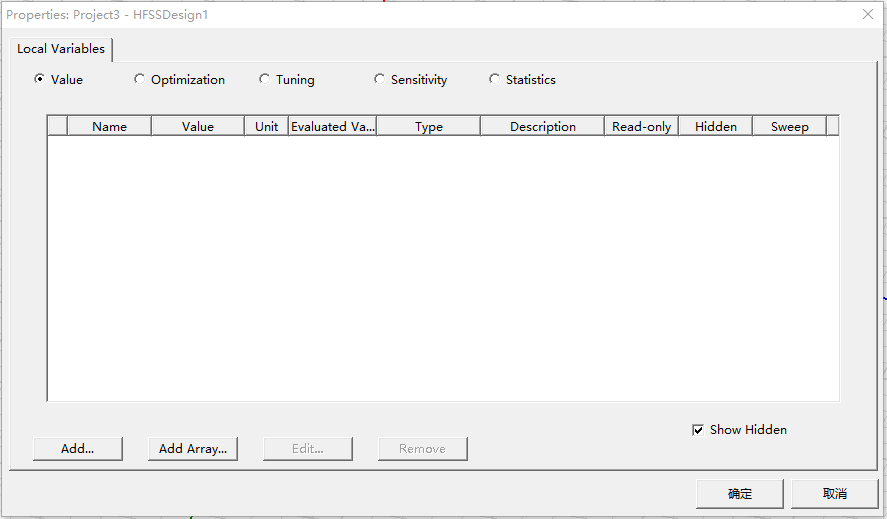 Properties: Project3 - HFSSDesign1
Local Variables
Value Optimization Tuning Sensitivity Statistics
Name Value Unit Evaluated Va... Type Description Read-only Hidden Sweep
Show Hidden
Add... Add Array... Edit... Remove
确定 取消